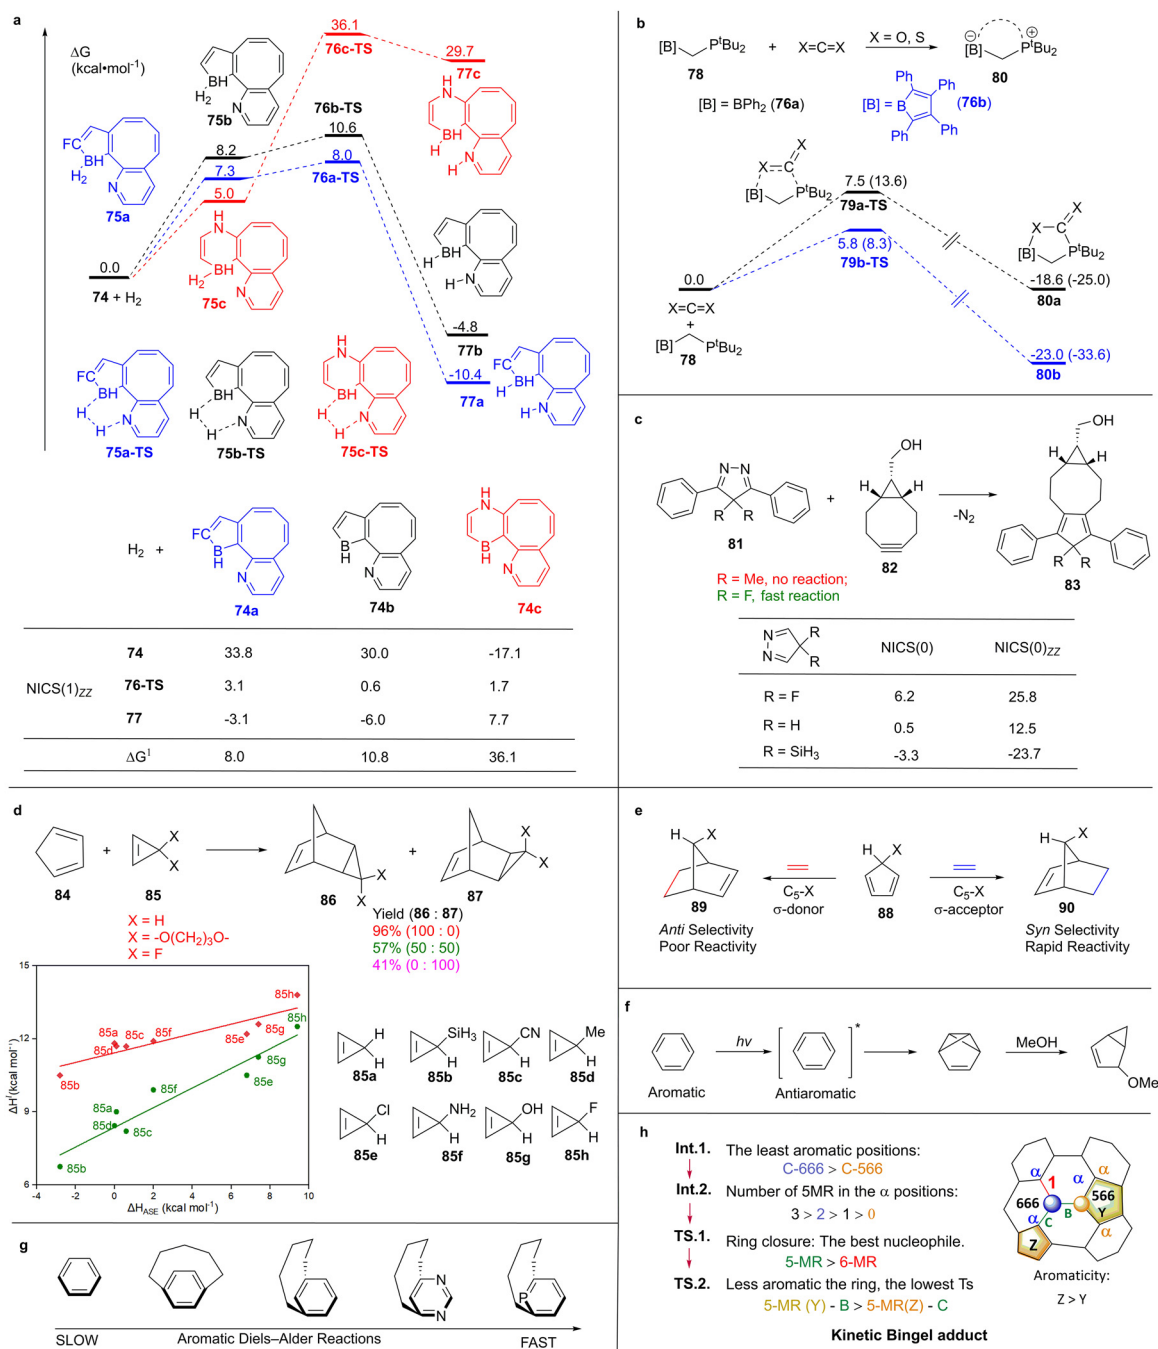 a
ΔG
(kcal•mol-1)
36.1
76c-TS
29.7
77c
BH
H2
N
75b
76b-TS
10.6
8.2
7.3
8.0
76a-TS
5.0
FC
BH
H2
N
75a
H
N
BH
H
N
H
H
N
BH
H2
N
75c
0.0
74 + H2
BH
H
N
H
-4.8
77b
-10.4
77a
FC
BH
H
N
H
FC
BH
H
H
N
75a-TS
BH
H
H
N
75b-TS
H
N
BH
H
H
N
75c-TS
H2 +
FC
B
H
N
74a
B
H
N
74b
H
N
B
H
N
74c
NICS(1)ZZ
74 33.8 30.0 -17.1
76-TS 3.1 0.6 1.7
77 -3.1 -6.0 7.7
ΔG‡ 8.0 10.8 36.1
b
[B] PtBu2 + X=C=X X = O, S [B] ⊖ ⊕ PtBu2
78 80
[B] = BPh2 (76a) [B] = B Ph Ph Ph Ph (76b)
X C X
[B] PtBu2
7.5 (13.6)
79a-TS
5.8 (8.3)
79b-TS
0.0
X=C=X
+
[B] PtBu2
78
X C X
[B] PtBu2
-18.6 (-25.0)
80a
-23.0 (-33.6)
80b
c
N=N
R R
81
+
OH
H H
82
-N2
OH
H H
R R
83
R = Me, no reaction;
R = F, fast reaction
N N R R NICS(0) NICS(0)ZZ
R = F 6.2 25.8
R = H 0.5 12.5
R = SiH3 -3.3 -23.7
d
84
+
X X
85
X X
86
+
X X
87
X = H
X = -O(CH2)3O-
X = F
Yield (86 : 87)
96% (100 : 0)
57% (50 : 50)
41% (0 : 100)
ΔH‡(kcal mol-1)
15
12
9
6
-4 -2 0 2 4 6 8 10
ΔHASE (kcal mol-1)
85h
85a
85c
85f
85g
85d
85e
85b
85h
85g
85f
85e
85a
85d
85c
85b
H H
85a
SiH3 H
85b
CN H
85c
Me H
85d
Cl H
85e
NH2 H
85f
OH H
85g
F H
85h
e
H X
89
Anti Selectivity
Poor Reactivity
C5-X
σ-donor
H X
88
C5-X
σ-acceptor
H X
90
Syn Selectivity
Rapid Reactivity
f
Aromatic
hv
*
Antiaromatic
MeOH
OMe
g
N
N
P
SLOW Aromatic Diels–Alder Reactions FAST
h
Int.1. The least aromatic positions:
C-666 > C-566
Int.2. Number of 5MR in the α positions:
3 > 2 > 1 > 0
TS.1. Ring closure: The best nucleophile.
5-MR > 6-MR
TS.2. Less aromatic the ring, the lowest Ts
5-MR (Y) - B > 5-MR(Z) - C
Kinetic Bingel adduct
α
1
α
α
666
566
C
B
Y
α
α
Z
Aromaticity:
Z > Y